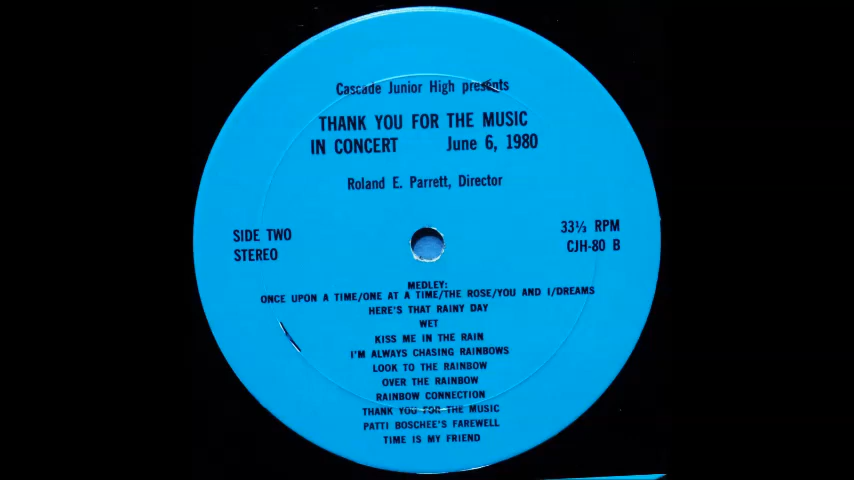 Cascade Junior High presents
THANK YOU FOR THE MUSIC
IN CONCERT June 6, 1980
Roland E. Parrett, Director
SIDE TWO
STEREO
33⅓ RPM
CJH-80 B
MEDLEY:
ONCE UPON A TIME/ONE AT A TIME/THE ROSE/YOU AND I/DREAMS
HERE'S THAT RAINY DAY
WET
KISS ME IN THE RAIN
I'M ALWAYS CHASING RAINBOWS
LOOK TO THE RAINBOW
OVER THE RAINBOW
RAINBOW CONNECTION
THANK YOU FOR THE MUSIC
PATTI BOSCHEE'S FAREWELL
TIME IS MY FRIEND